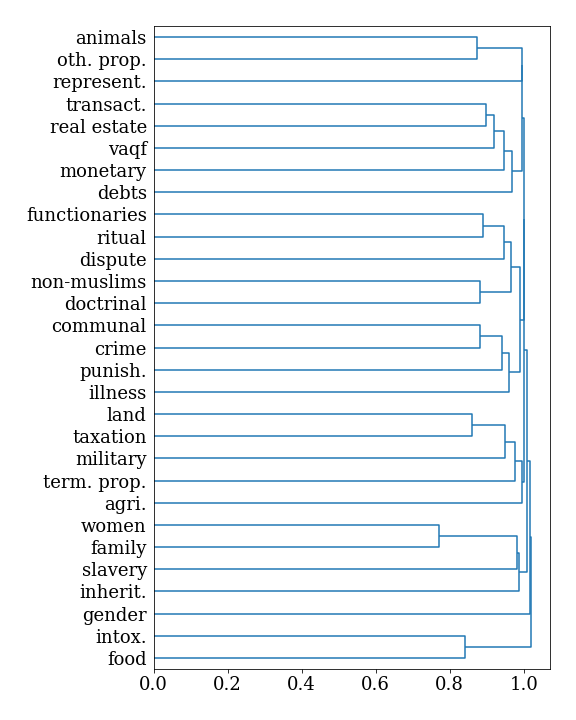 animals
oth. prop.
represent.
transact.
real estate
vaqf
monetary
debts
functionaries
ritual
dispute
non-muslims
doctrinal
communal
crime
punish.
illness
land
taxation
military
term. prop.
agri.
women
family
slavery
inherit.
gender
intox.
food
0.0 0.2 0.4 0.6 0.8 1.0